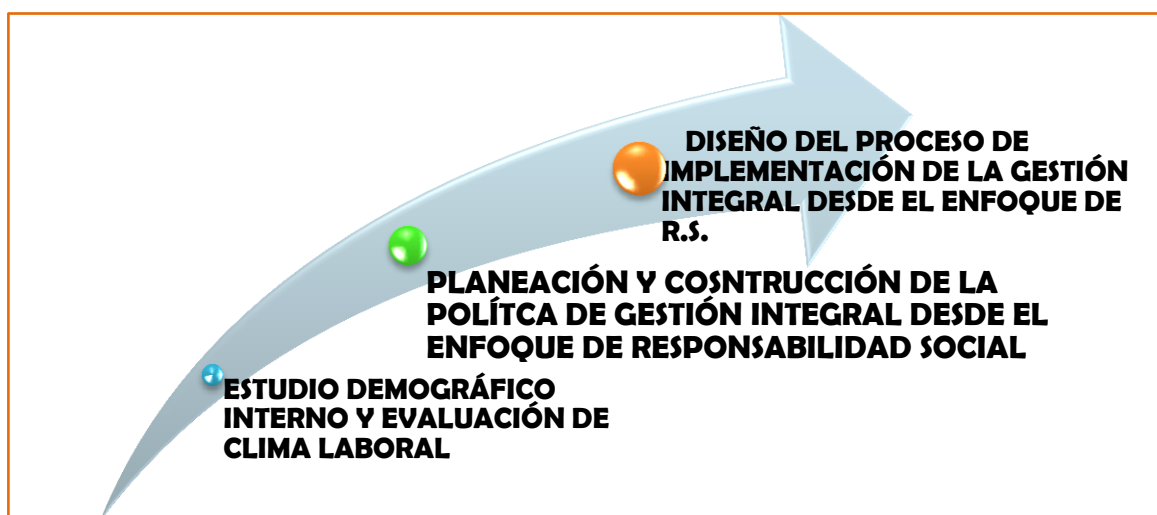 DISEÑO DEL PROCESO DE
IMPLEMENTACIÓN DE LA GESTIÓN
INTEGRAL DESDE EL ENFOQUE DE
R.S.
PLANEACIÓN Y COSNTRUCCIÓN DE LA
POLÍTCA DE GESTIÓN INTEGRAL DESDE EL
ENFOQUE DE RESPONSABILIDAD SOCIAL
ESTUDIO DEMOGRÁFICO
INTERNO Y EVALUACIÓN DE
CLIMA LABORAL